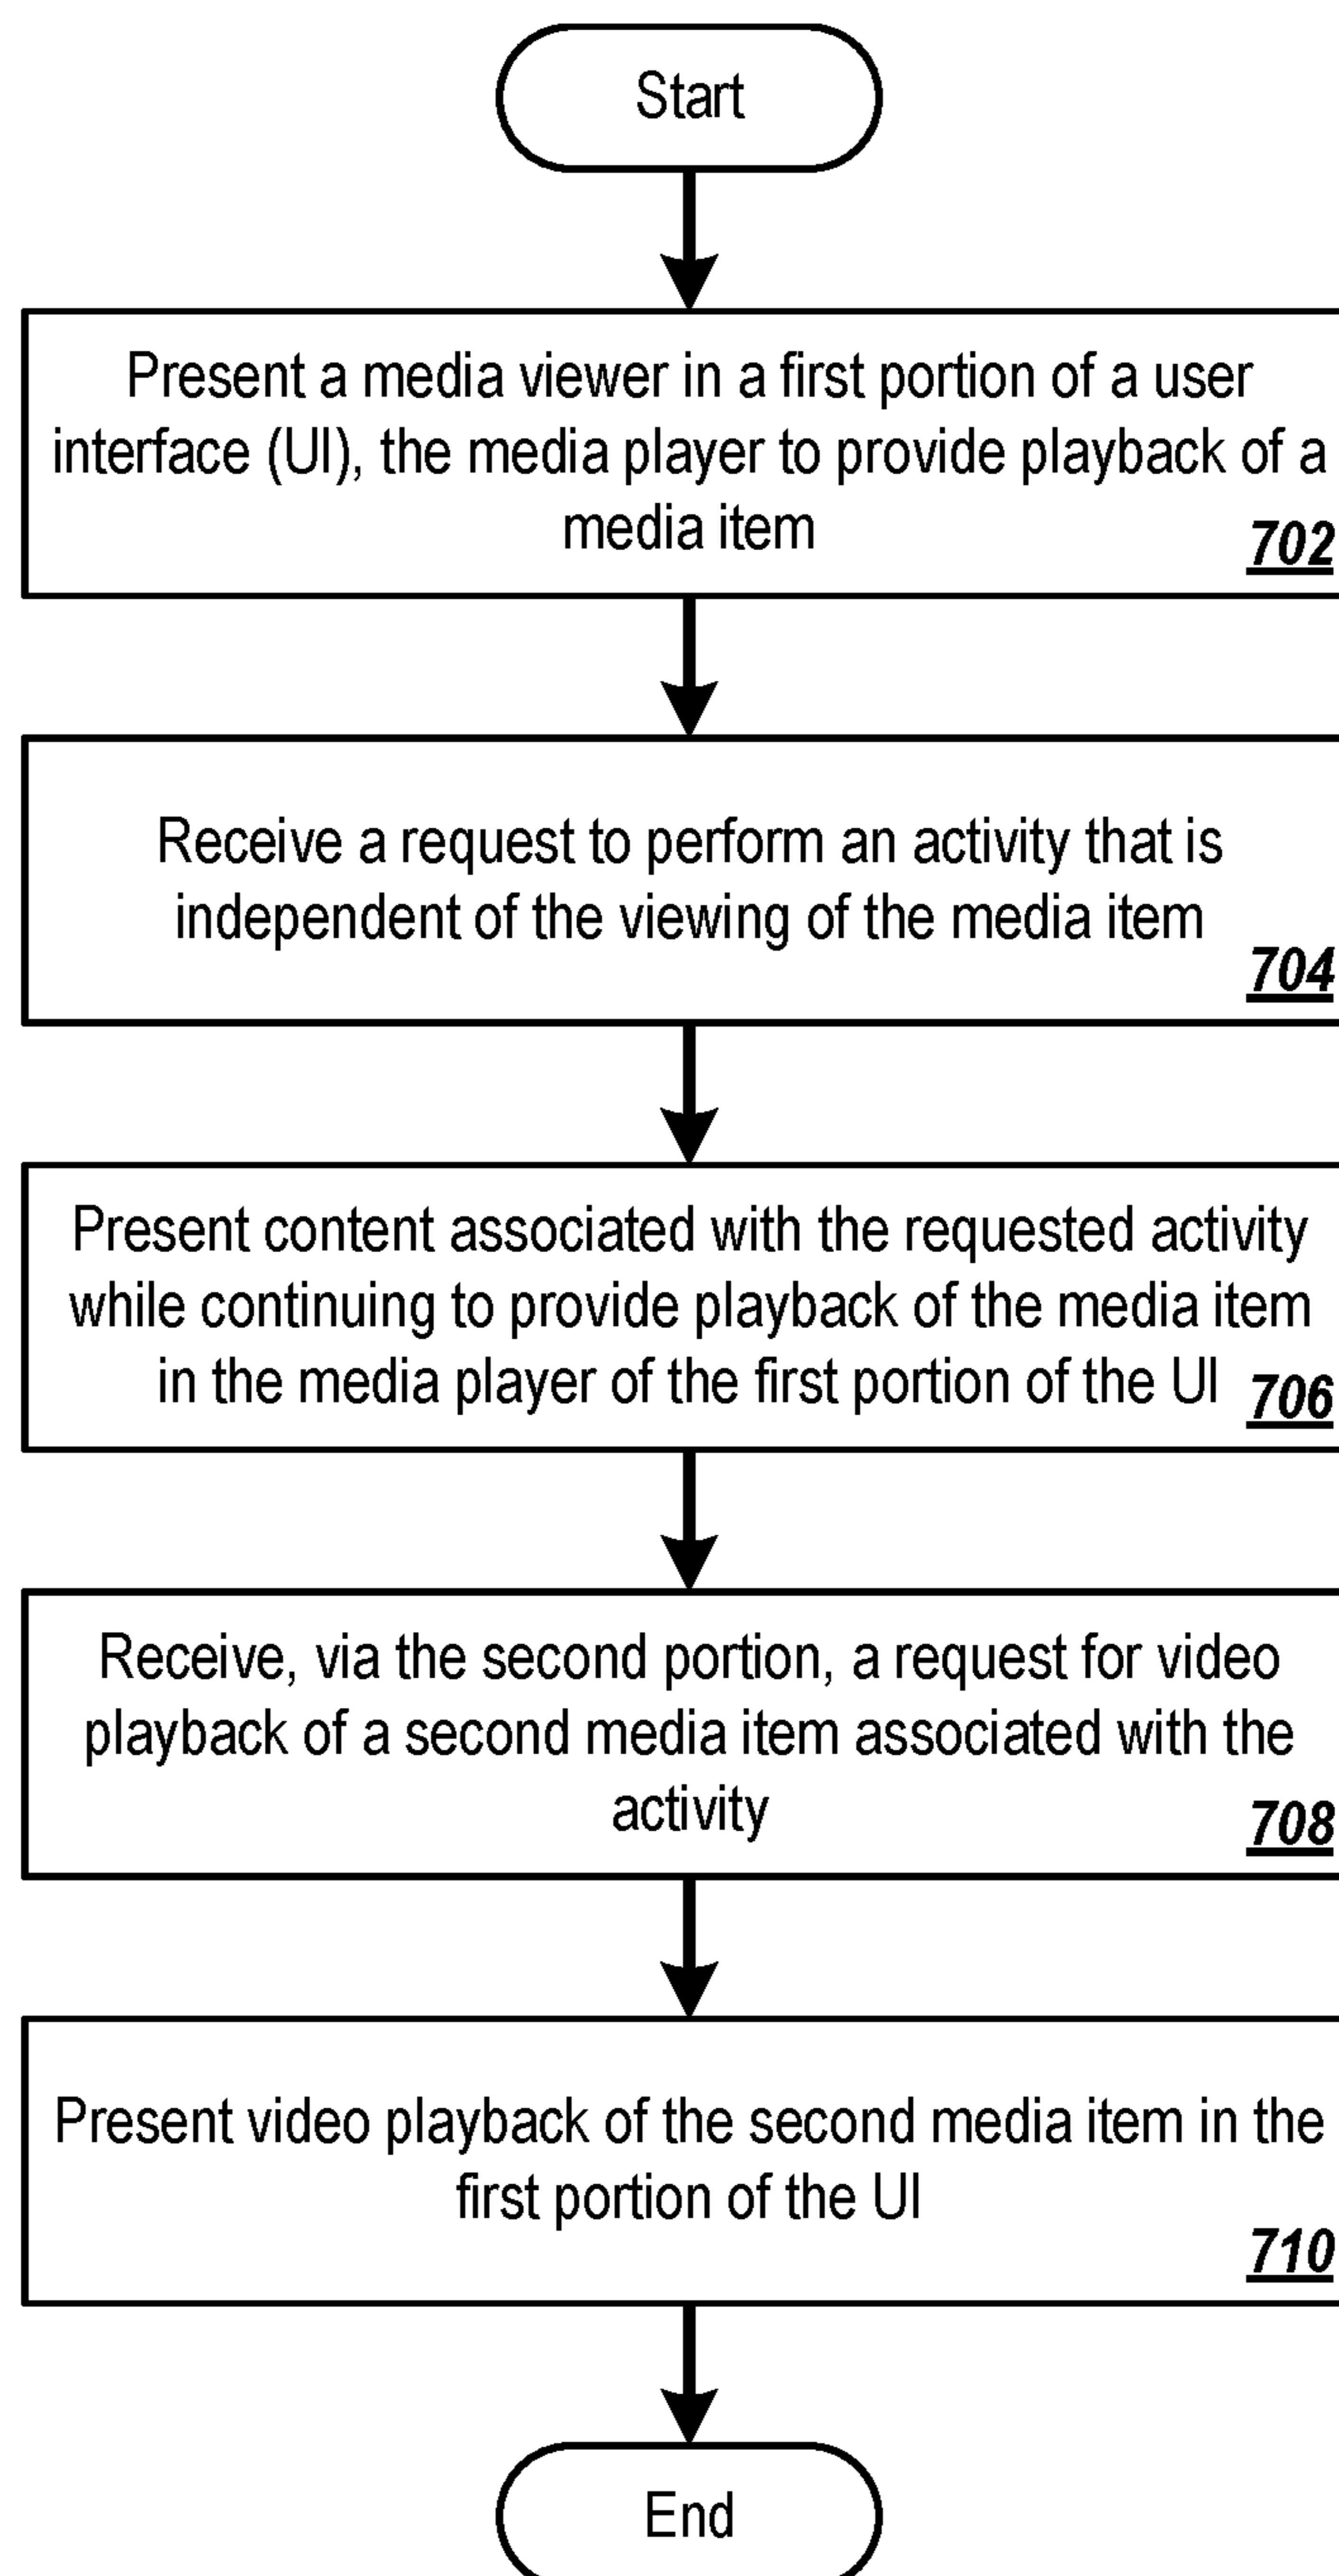 Start
Present a media viewer in a first portion of a user
interface (UI), the media player to provide playback of a
media item
702
Receive a request to perform an activity that is
independent of the viewing of the media item
704
Present content associated with the requested activity
while continuing to provide playback of the media item
in the media player of the first portion of the UI
706
Receive, via the second portion, a request for video
playback of a second media item associated with the
activity
708
Present video playback of the second media item in the
first portion of the UI
710
End